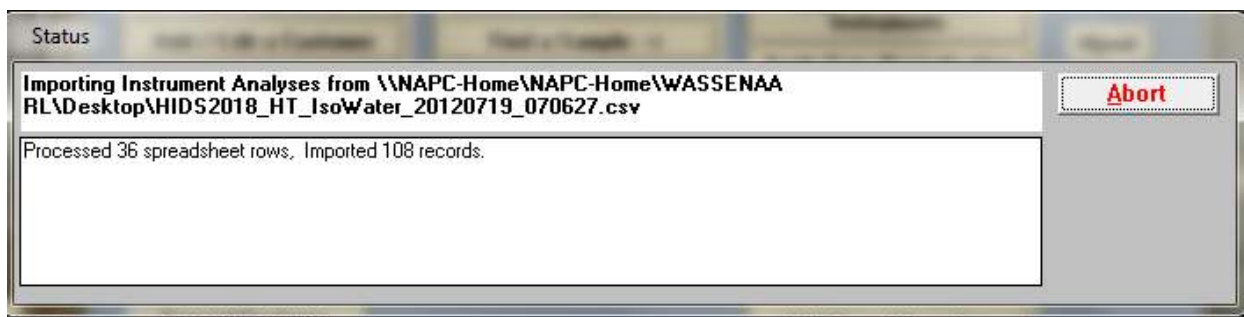 Status
Importing Instrument Analyses from \\NAPC-Home\NAPC-Home\WASSENAA
RL\Desktop\HIDS2018_HT_IsoWater_20120719_070627.csv
Abort
Processed 36 spreadsheet rows, Imported 108 records.